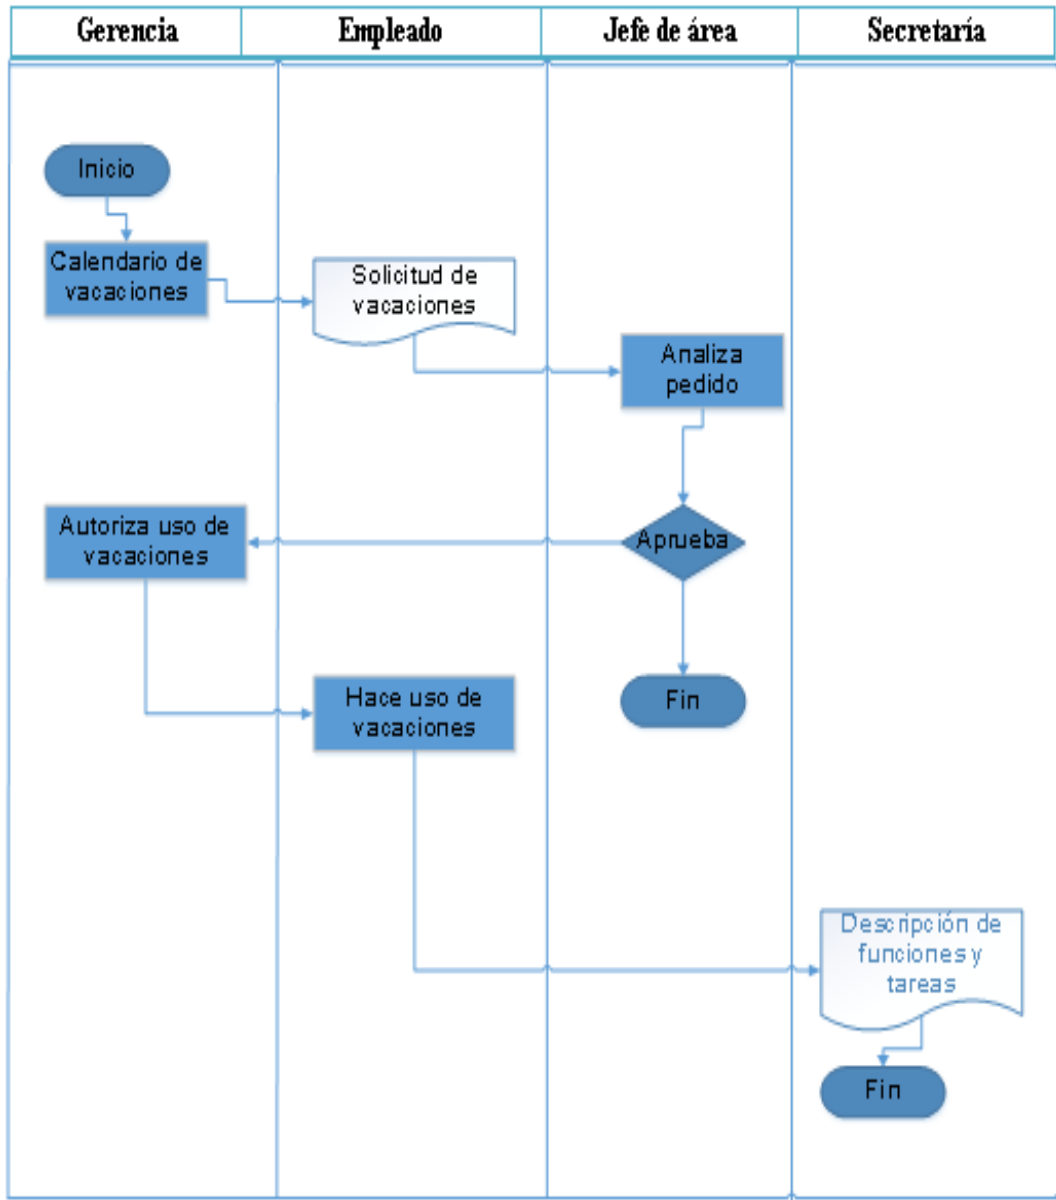 Gerencia
Empleado
Jefe de área
Secretaría
Inicio
Calendario de
vacaciones
Solicitud de
vacaciones
Analiza
pedido
Autoriza uso de
vacaciones
Aprueba
Hace uso de
vacaciones
Fin
Descripción de
funciones y
tareas
Fin